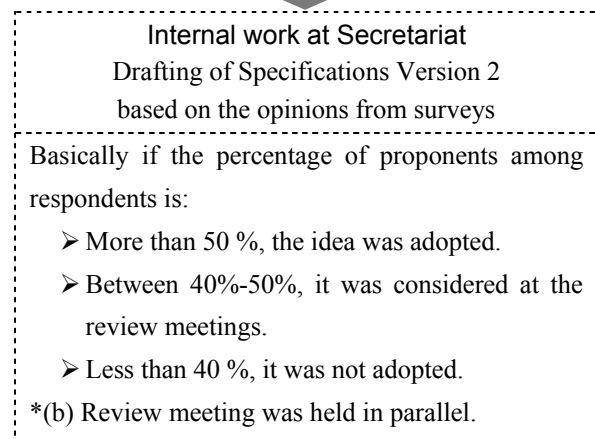 Internal work at Secretariat
Drafting of Specifications Version 2
based on the opinions from surveys
Basically if the percentage of proponents among
respondents is:
➢ More than 50 %, the idea was adopted.
➢ Between 40%-50%, it was considered at the
review meetings.
➢ Less than 40 %, it was not adopted.
*(b) Review meeting was held in parallel.